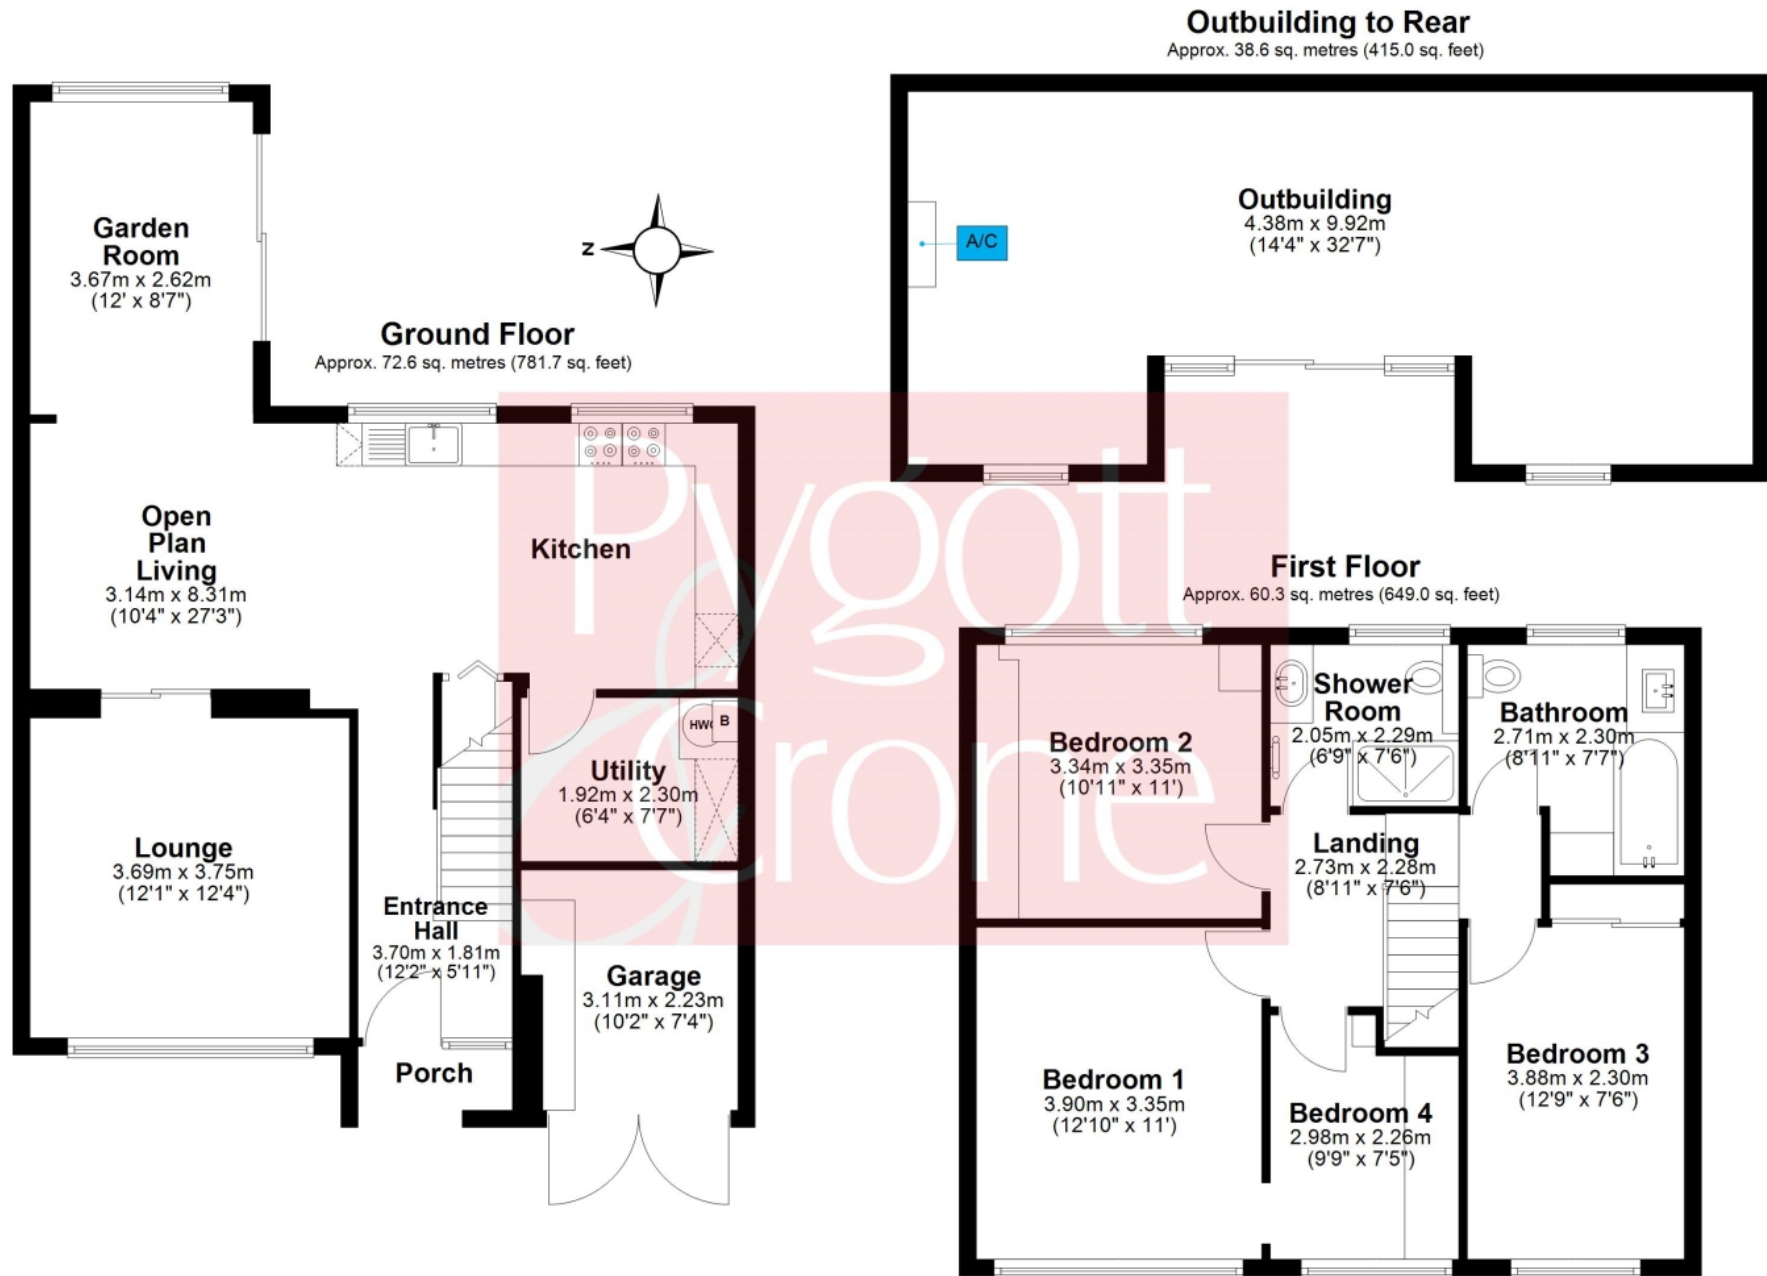 Outbuilding to Rear
Approx. 38.6 sq. metres (415.0 sq. feet)
Garden
Room
3.67m x 2.62m
(12' x 8'7")
Z
Outbuilding
4.38m x 9.92m
(14'4" x 32'7")
A/C
Ground Floor
Approx. 72.6 sq. metres (781.7 sq. feet)
Open
Plan
Living
3.14m x 8.31m
(10'4" x 27'3")
Kitchen
Pygott
& Crone
First Floor
Approx. 60.3 sq. metres (649.0 sq. feet)
HWC
B
Utility
1.92m x 2.30m
(6'4" x 7'7")
Lounge
3.69m x 3.75m
(12'1" x 12'4")
Entrance
Hall
3.70m x 1.81m
(12'2" x 5'11")
Garage
3.11m x 2.23m
(10'2" x 7'4")
Porch
Bedroom 2
3.34m x 3.35m
(10'11" x 11')
Shower
Room
2.05m x 2.29m
(6'9" x 7'6")
Bathroom
2.71m x 2.30m
(8'11" x 7'7")
Landing
2.73m x 2.28m
(8'11" x 7'6")
Bedroom 1
3.90m x 3.35m
(12'10" x 11')
Bedroom 4
2.98m x 2.26m
(9'9" x 7'5")
Bedroom 3
3.88m x 2.30m
(12'9" x 7'6")